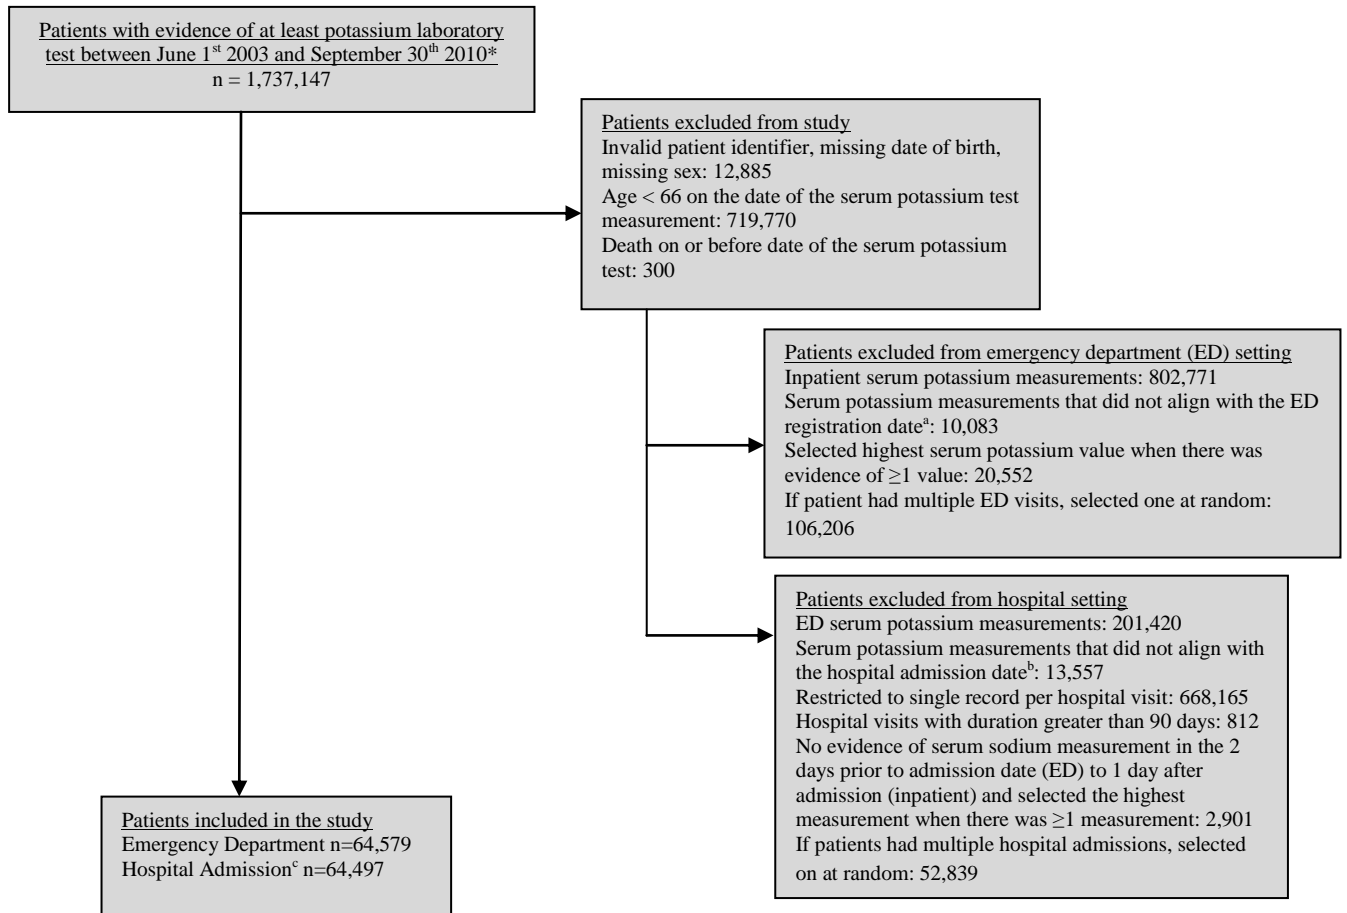 Patients with evidence of at least potassium laboratory
test between June 1st 2003 and September 30th 2010*
n = 1,737,147
Patients excluded from study
Invalid patient identifier, missing date of birth,
missing sex: 12,885
Age < 66 on the date of the serum potassium test
measurement: 719,770
Death on or before date of the serum potassium
test: 300
Patients excluded from emergency department (ED) setting
Inpatient serum potassium measurements: 802,771
Serum potassium measurements that did not align with the ED
registration dateª: 10,083
Selected highest serum potassium value when there was
evidence of ≥1 value: 20,552
If patient had multiple ED visits, selected one at random:
106,206
Patients excluded from hospital setting
ED serum potassium measurements: 201,420
Serum potassium measurements that did not align with
the hospital admission dateᵇ: 13,557
Restricted to single record per hospital visit: 668,165
Hospital visits with duration greater than 90 days: 812
No evidence of serum sodium measurement in the 2
days prior to admission date (ED) to 1 day after
admission (inpatient) and selected the highest
measurement when there was ≥1 measurement: 2,901
If patients had multiple hospital admissions, selected
on at random: 52,839
Patients included in the study
Emergency Department n=64,579
Hospital Admissionᶜ n=64,497